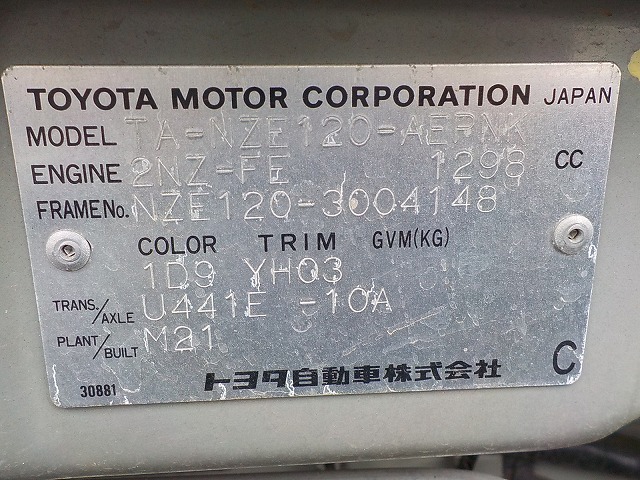 TOYOTA MOTOR CORPORATION JAPAN
MODEL TA-NZE120-AEPNK
ENGINE 2NZ-FE 1298 CC
FRAME No. NZE120-3004148
COLOR TRIM GVM(KG)
1D9 YH03
TRANS./AXLE U441E -10A
PLANT/BUILT M21
30881 トヨタ自動車株式会社 C